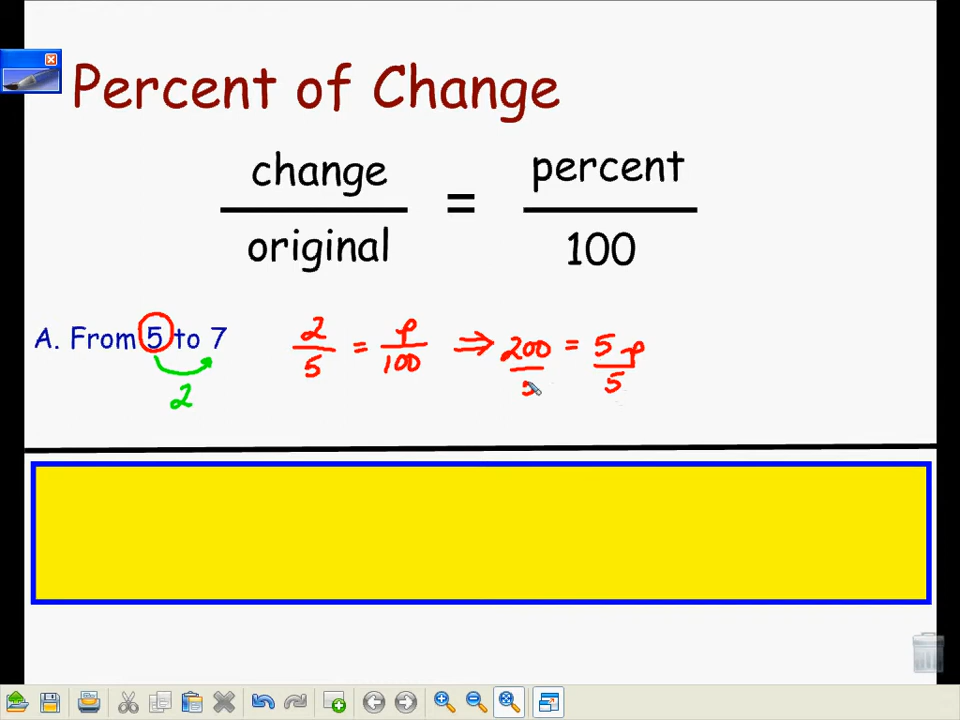 Percent of Change
change
original
=
percent
100
A. From 5 to 7
2
2
5
=
p
100
⇒
200
5
=
5p
5